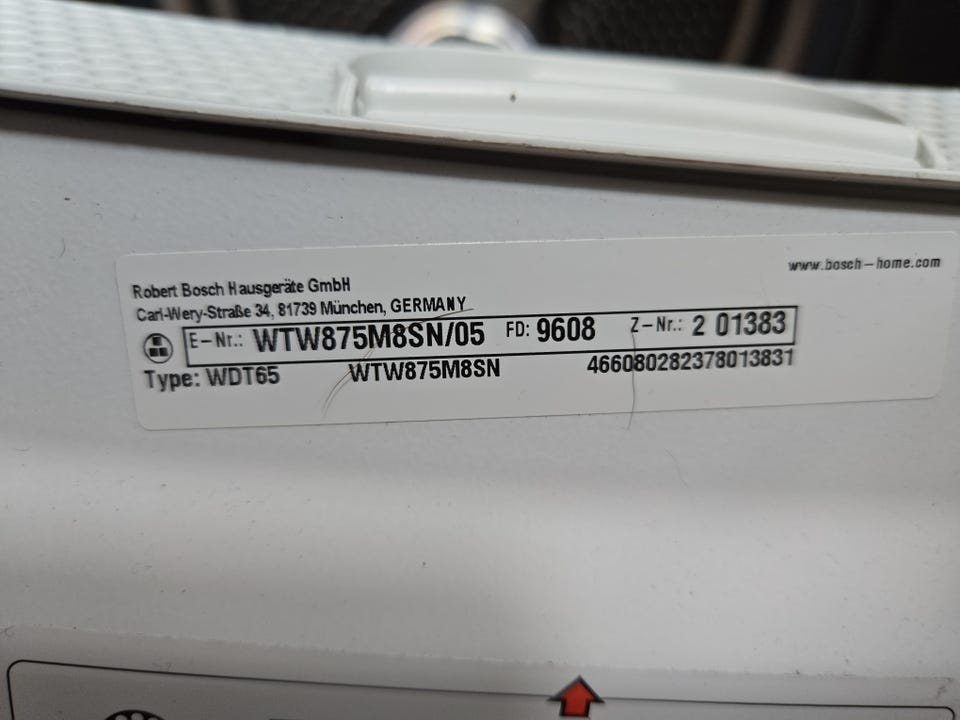 www.bosch-home.com
Robert Bosch Hausgeräte GmbH
Carl-Wery-Straße 34, 81739 München, GERMANY
E-Nr.: WTW875M8SN/05 FD: 9608 Z-Nr.: 2 01383
Type: WDT65 WTW875M8SN 466080282378013831